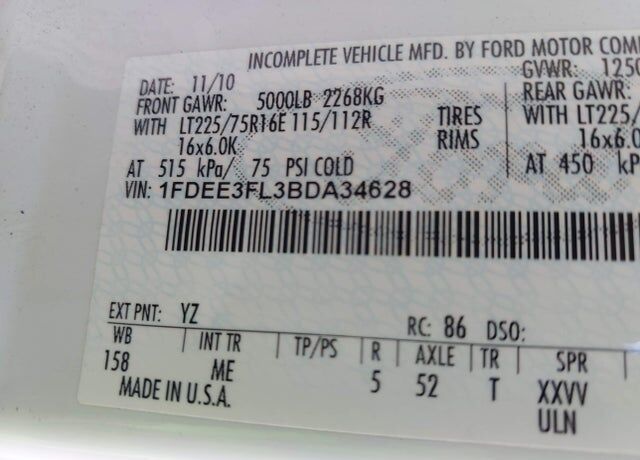 INCOMPLETE VEHICLE MFD. BY FORD MOTOR
DATE: 11/10 GVWR:
FRONT GAWR: 5000LB 2268KG REAR GAWR:
WITH LT225/75R16E 115/112R TIRES WITH LT225/
16x6.0K RIMS 16x6.0
AT 515 kPa/ 75 PSI COLD AT 450
VIN: 1FDEE3FL3BDA34628
EXT PNT: YZ RC: 86 DSO:
WB INT TR TP/PS R AXLE TR SPR
158 ME 5 52 T XXVV
MADE IN U.S.A. ULN